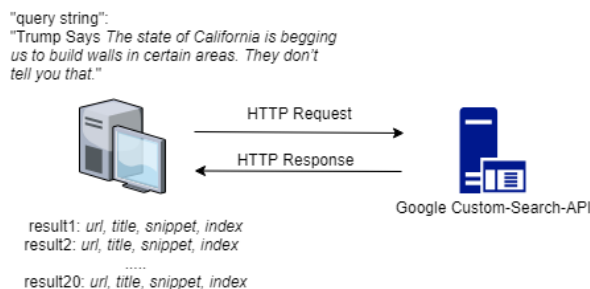 "query string":
"Trump Says The state of California is begging
us to build walls in certain areas. They don't
tell you that."
HTTP Request
HTTP Response
Google Custom-Search-API
result1: url, title, snippet, index
result2: url, title, snippet, index
.....
result20: url, title, snippet, index